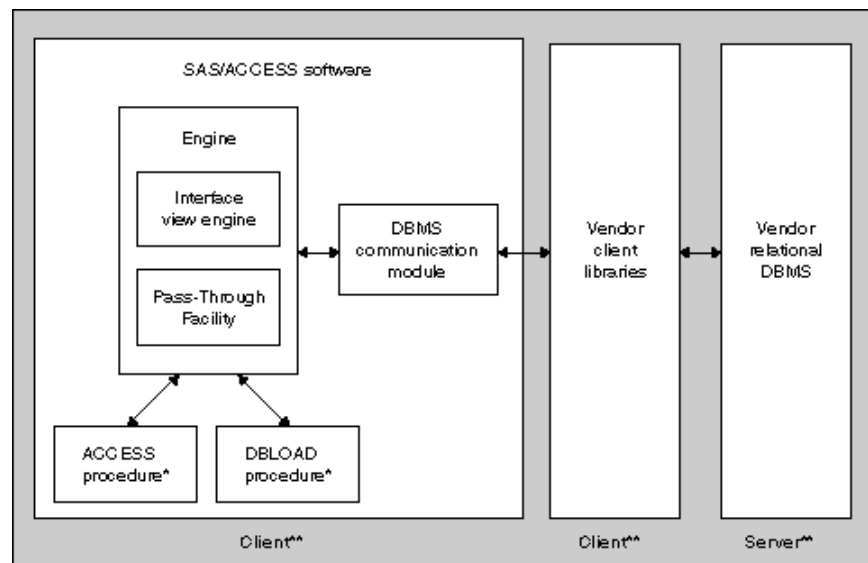 SAS/ACCESS software
Engine
Interface
view engine
Pass-Through
Facility
DBMS
communication
module
Vendor
client
libraries
Vendor
relational
DBMS
ACCESS
procedure*
DBLOAD
procedure*
Client**
Client**
Server**